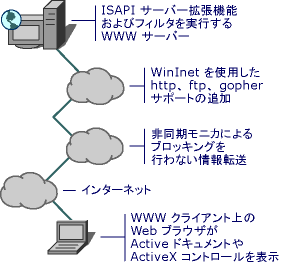 ISAPI サーバー拡張機能
およびフィルタを実行する
WWW サーバー
WinInet を使用した
http、ftp、gopher
サポートの追加
非同期モニカによる
ブロッキングを
行わない情報転送
インターネット
WWW クライアント上の
Web ブラウザが
Active ドキュメントや
ActiveX コントロールを表示